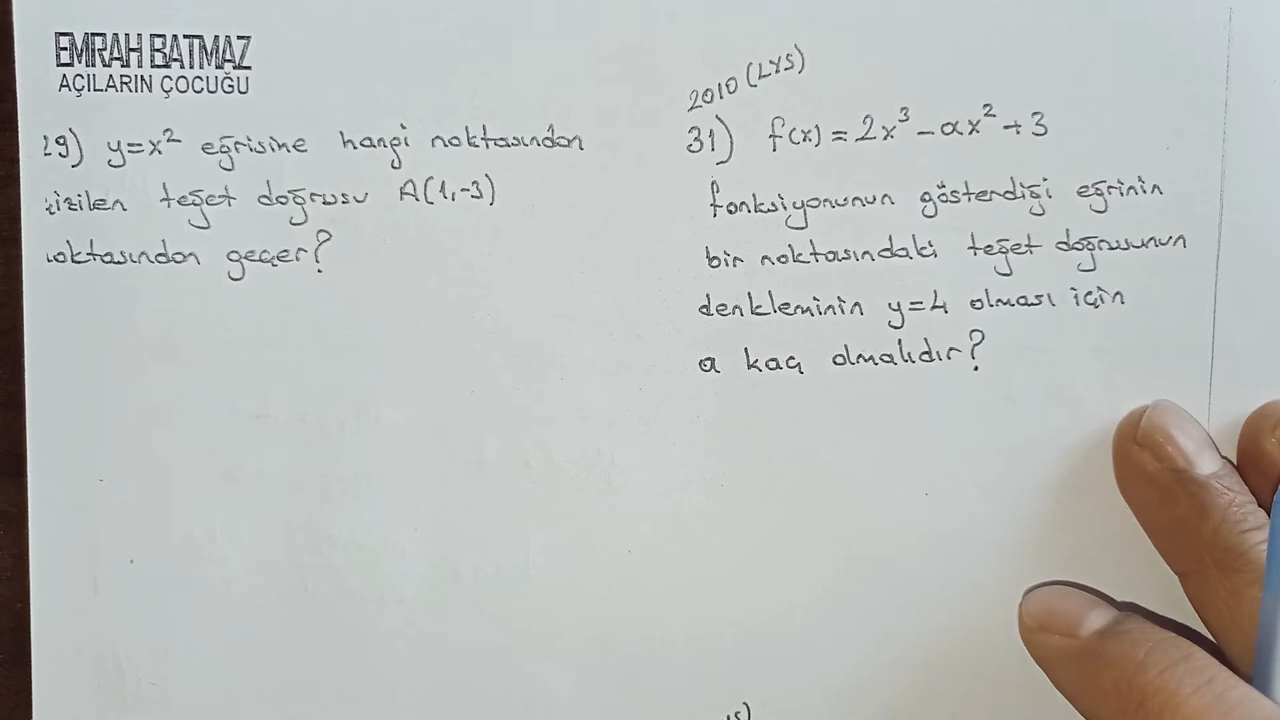 EMRAH BATMAZ
AÇILARIN ÇOCUĞU
29) y=x² eğrisine hangi noktasından
çizilen teğet doğrusu A(1,-3)
noktasından geçer?
2010 (LYS)
31) f(x) = 2x³ - ax² + 3
fonksiyonunun gösterdiği eğrinin
bir noktasındaki teğet doğrusunun
denkleminin y=4 olması için
a kaç olmalıdır?